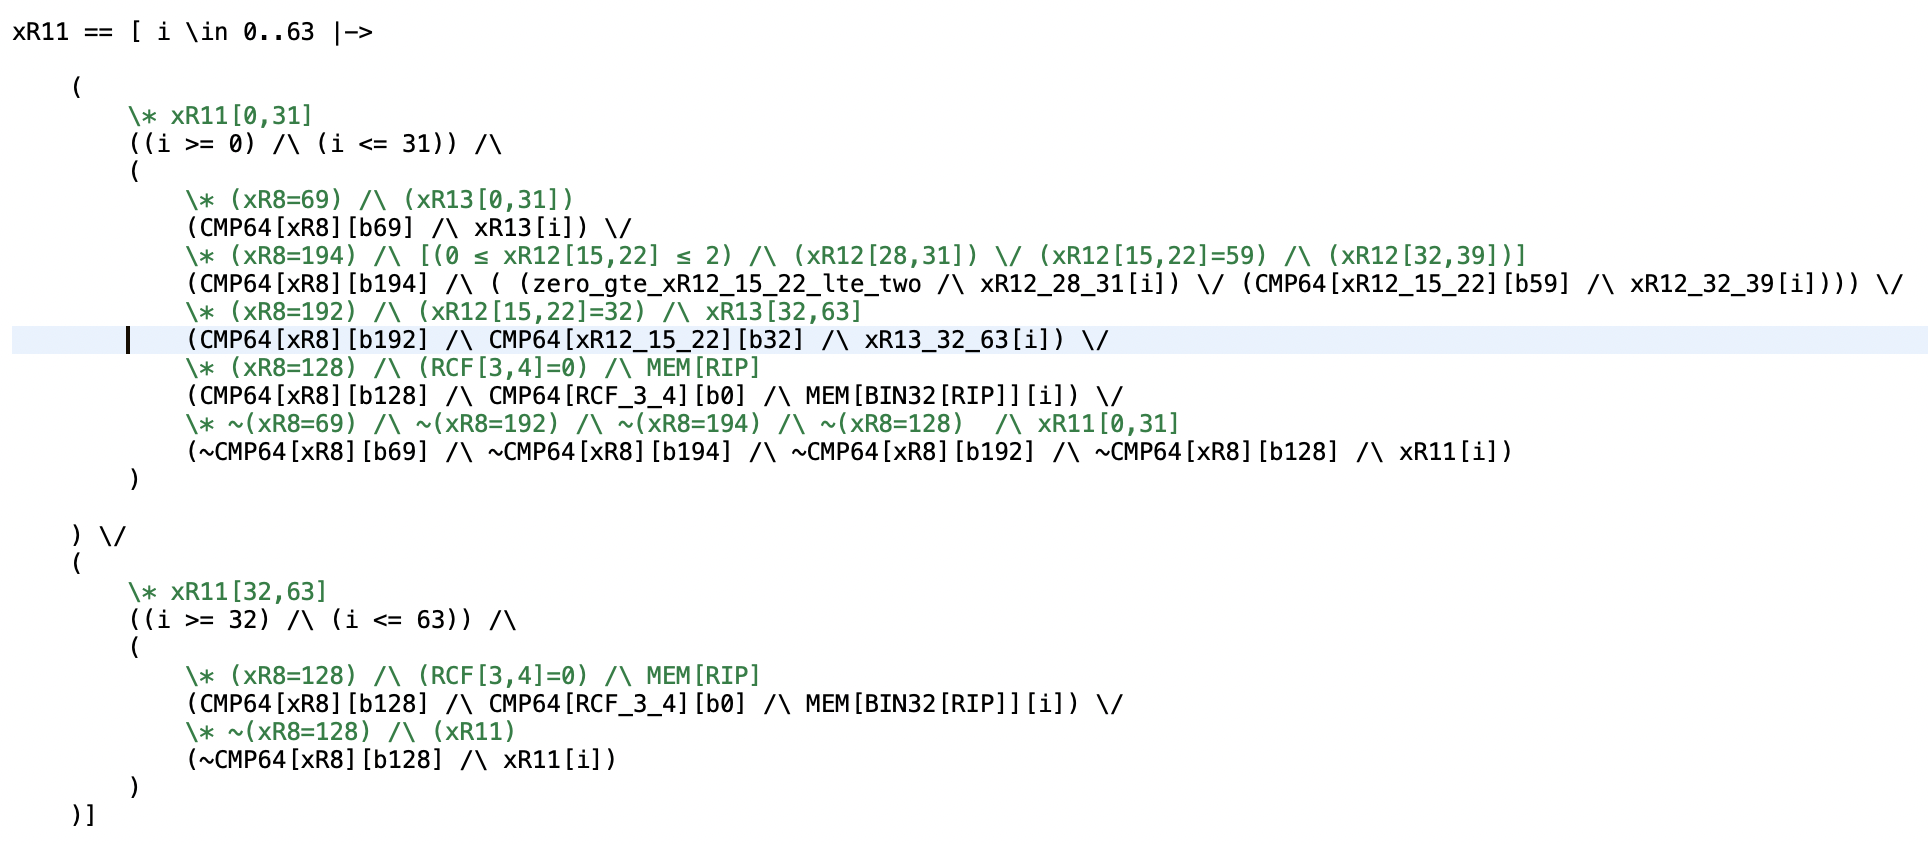 xR11 == [ i \in 0..63 |->
(
\* xR11[0,31]
((i >= 0) /\ (i <= 31)) /\
(
\* (xR8=69) /\ (xR13[0,31])
(CMP64[xR8][b69] /\ xR13[i]) \/
\* (xR8=194) /\ [(0 ≤ xR12[15,22] ≤ 2) /\ (xR12[28,31]) \/ (xR12[15,22]=59) /\ (xR12[32,39])]
(CMP64[xR8][b194] /\ ( (zero_gte_xR12_15_22_lte_two /\ xR12_28_31[i]) \/ (CMP64[xR12_15_22][b59] /\ xR12_32_39[i]))) \/
\* (xR8=192) /\ (xR12[15,22]=32) /\ xR13[32,63]
(CMP64[xR8][b192] /\ CMP64[xR12_15_22][b32] /\ xR13_32_63[i]) \/
\* (xR8=128) /\ (RCF[3,4]=0) /\ MEM[RIP]
(CMP64[xR8][b128] /\ CMP64[RCF_3_4][b0] /\ MEM[BIN32[RIP]][i]) \/
\* ~(xR8=69) /\ ~(xR8=192) /\ ~(xR8=194) /\ ~(xR8=128)  /\ xR11[0,31]
(~CMP64[xR8][b69] /\ ~CMP64[xR8][b194] /\ ~CMP64[xR8][b192] /\ ~CMP64[xR8][b128] /\ xR11[i])
)
) \/
(
\* xR11[32,63]
((i >= 32) /\ (i <= 63)) /\
(
\* (xR8=128) /\ (RCF[3,4]=0) /\ MEM[RIP]
(CMP64[xR8][b128] /\ CMP64[RCF_3_4][b0] /\ MEM[BIN32[RIP]][i]) \/
\* ~(xR8=128) /\ (xR11)
(~CMP64[xR8][b128] /\ xR11[i])
)
)]